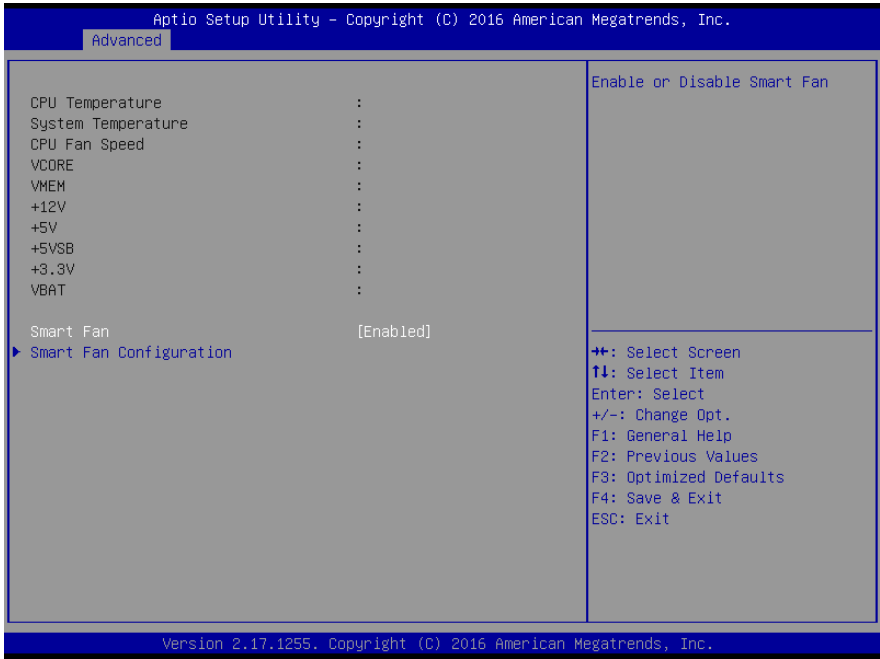 Aptio Setup Utility – Copyright (C) 2016 American Megatrends, Inc.
Advanced
CPU Temperature :
System Temperature :
CPU Fan Speed :
VCORE :
VMEM :
+12V :
+5V :
+5VSB :
+3.3V :
VBAT :
Smart Fan [Enabled]
Smart Fan Configuration
Enable or Disable Smart Fan
→←: Select Screen
↑↓: Select Item
Enter: Select
+/-: Change Opt.
F1: General Help
F2: Previous Values
F3: Optimized Defaults
F4: Save & Exit
ESC: Exit
Version 2.17.1255. Copyright (C) 2016 American Megatrends, Inc.